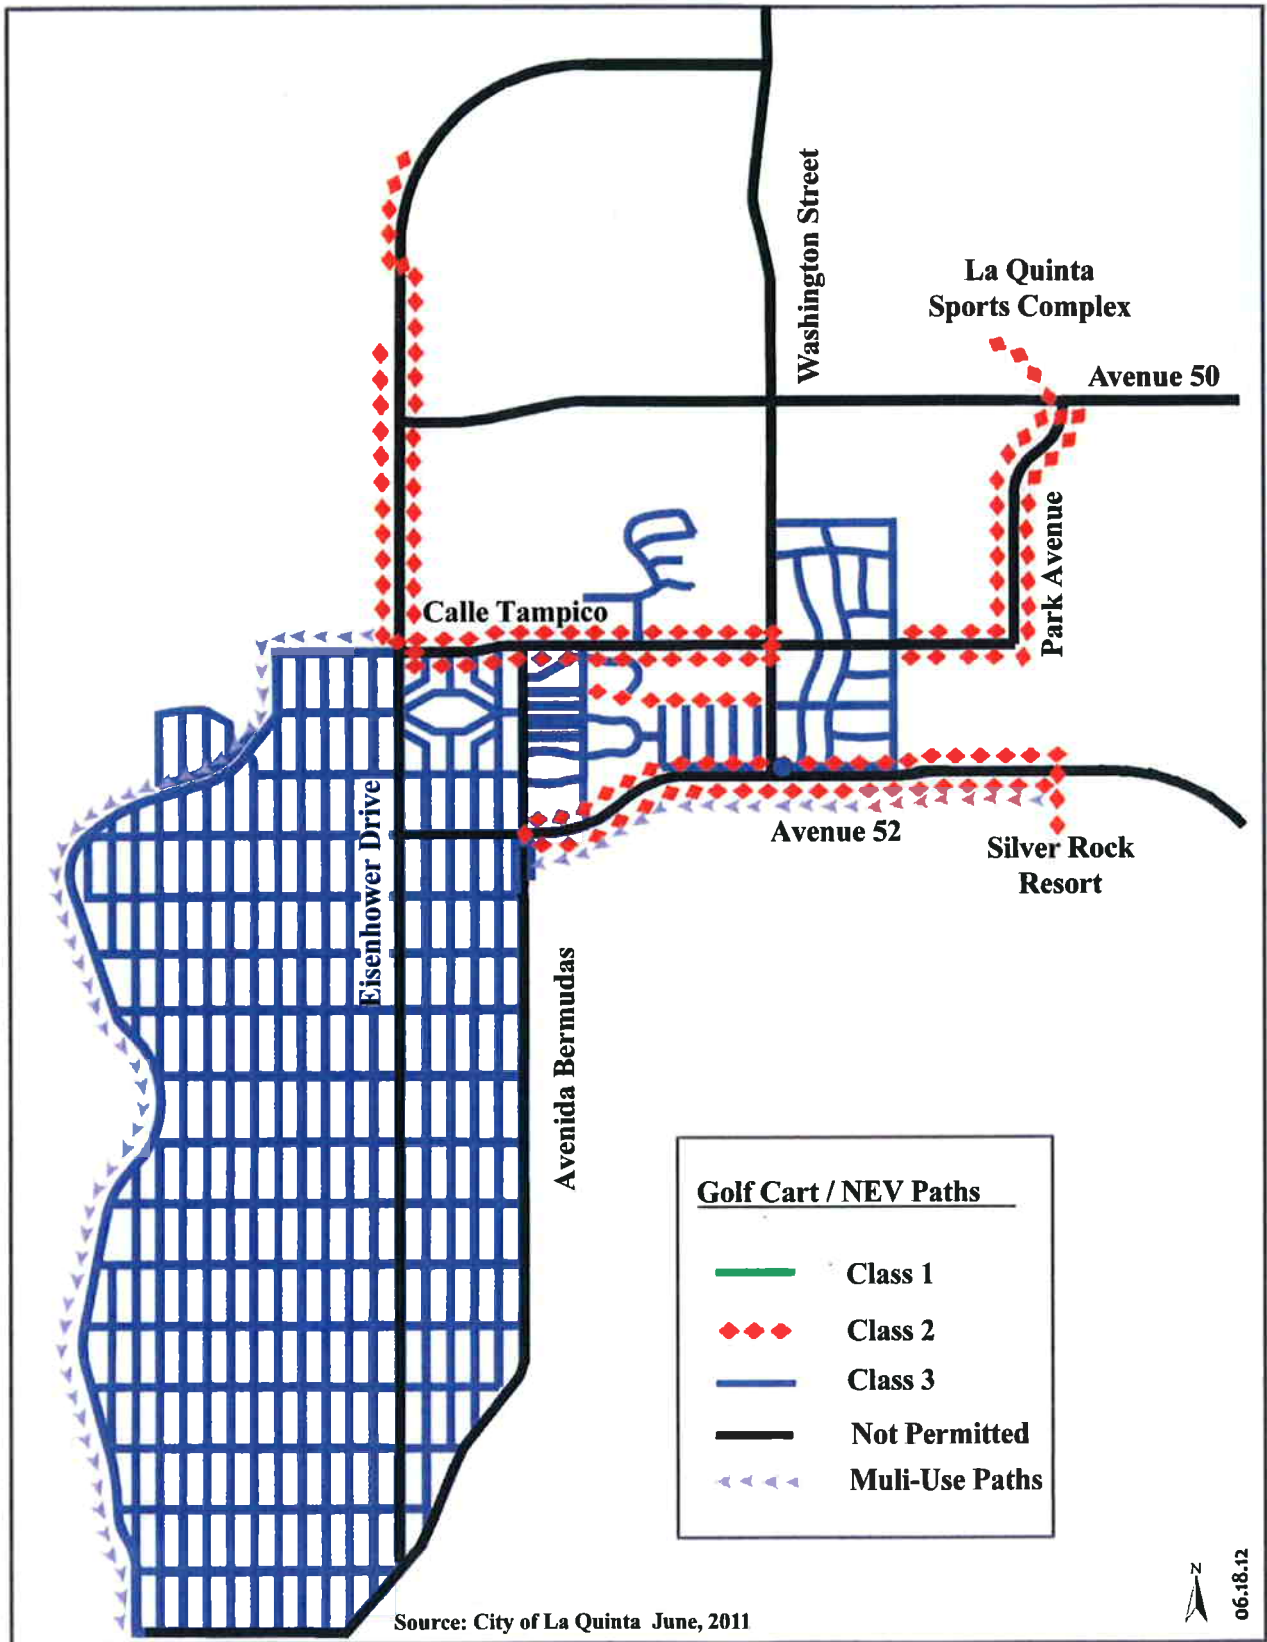 Washington Street
La Quinta
Sports Complex
Avenue 50
Park Avenue
Calle Tampico
Eisenhower Drive
Avenue 52
Silver Rock
Resort
Avenida Bermudas
Golf Cart / NEV Paths
Class 1
Class 2
Class 3
Not Permitted
Muli-Use Paths
N
06.18.12
Source: City of La Quinta June, 2011